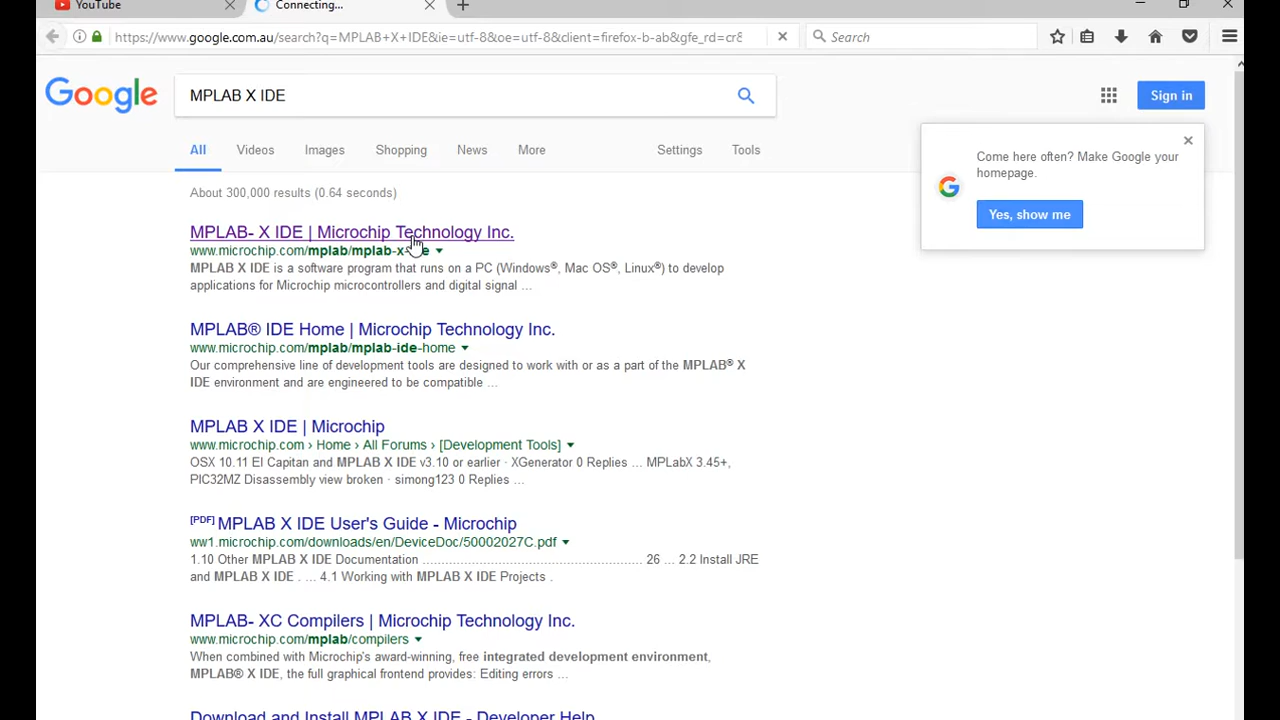 YouTube
Connecting...
https://www.google.com.au/search?q=MPLAB+X+IDE&ie=utf-8&oe=utf-8&client=firefox-b-ab&gfe_rd=cr&
Search
Google
MPLAB X IDE
Sign in
All
Videos
Images
Shopping
News
More
Settings
Tools
Come here often? Make Google your
homepage.
Yes, show me
About 300,000 results (0.64 seconds)
MPLAB- X IDE | Microchip Technology Inc.
www.microchip.com/mplab/mplab-x-ide
MPLAB X IDE is a software program that runs on a PC (Windows®, Mac OS®, Linux®) to develop
applications for Microchip microcontrollers and digital signal ...
MPLAB® IDE Home | Microchip Technology Inc.
www.microchip.com/mplab/mplab-ide-home
Our comprehensive line of development tools are designed to work with or as a part of the MPLAB® X
IDE environment and are engineered to be compatible ...
MPLAB X IDE | Microchip
www.microchip.com › Home › All Forums › [Development Tools]
OSX 10.11 El Capitan and MPLAB X IDE v3.10 or earlier · XGenerator 0 Replies ... MPLabX 3.45+,
PIC32MZ Disassembly view broken · simong123 0 Replies ...
[PDF] MPLAB X IDE User's Guide - Microchip
ww1.microchip.com/downloads/en/DeviceDoc/50002027C.pdf
1.10 Other MPLAB X IDE Documentation ...................................................... 26 ... 2.2 Install JRE
and MPLAB X IDE . ... 4.1 Working with MPLAB X IDE Projects .
MPLAB- XC Compilers | Microchip Technology Inc.
www.microchip.com/mplab/compilers
When combined with Microchip's award-winning, free integrated development environment,
MPLAB® X IDE, the full graphical frontend provides: Editing errors ...
Download and Install MPLAB X IDE - Developer Help